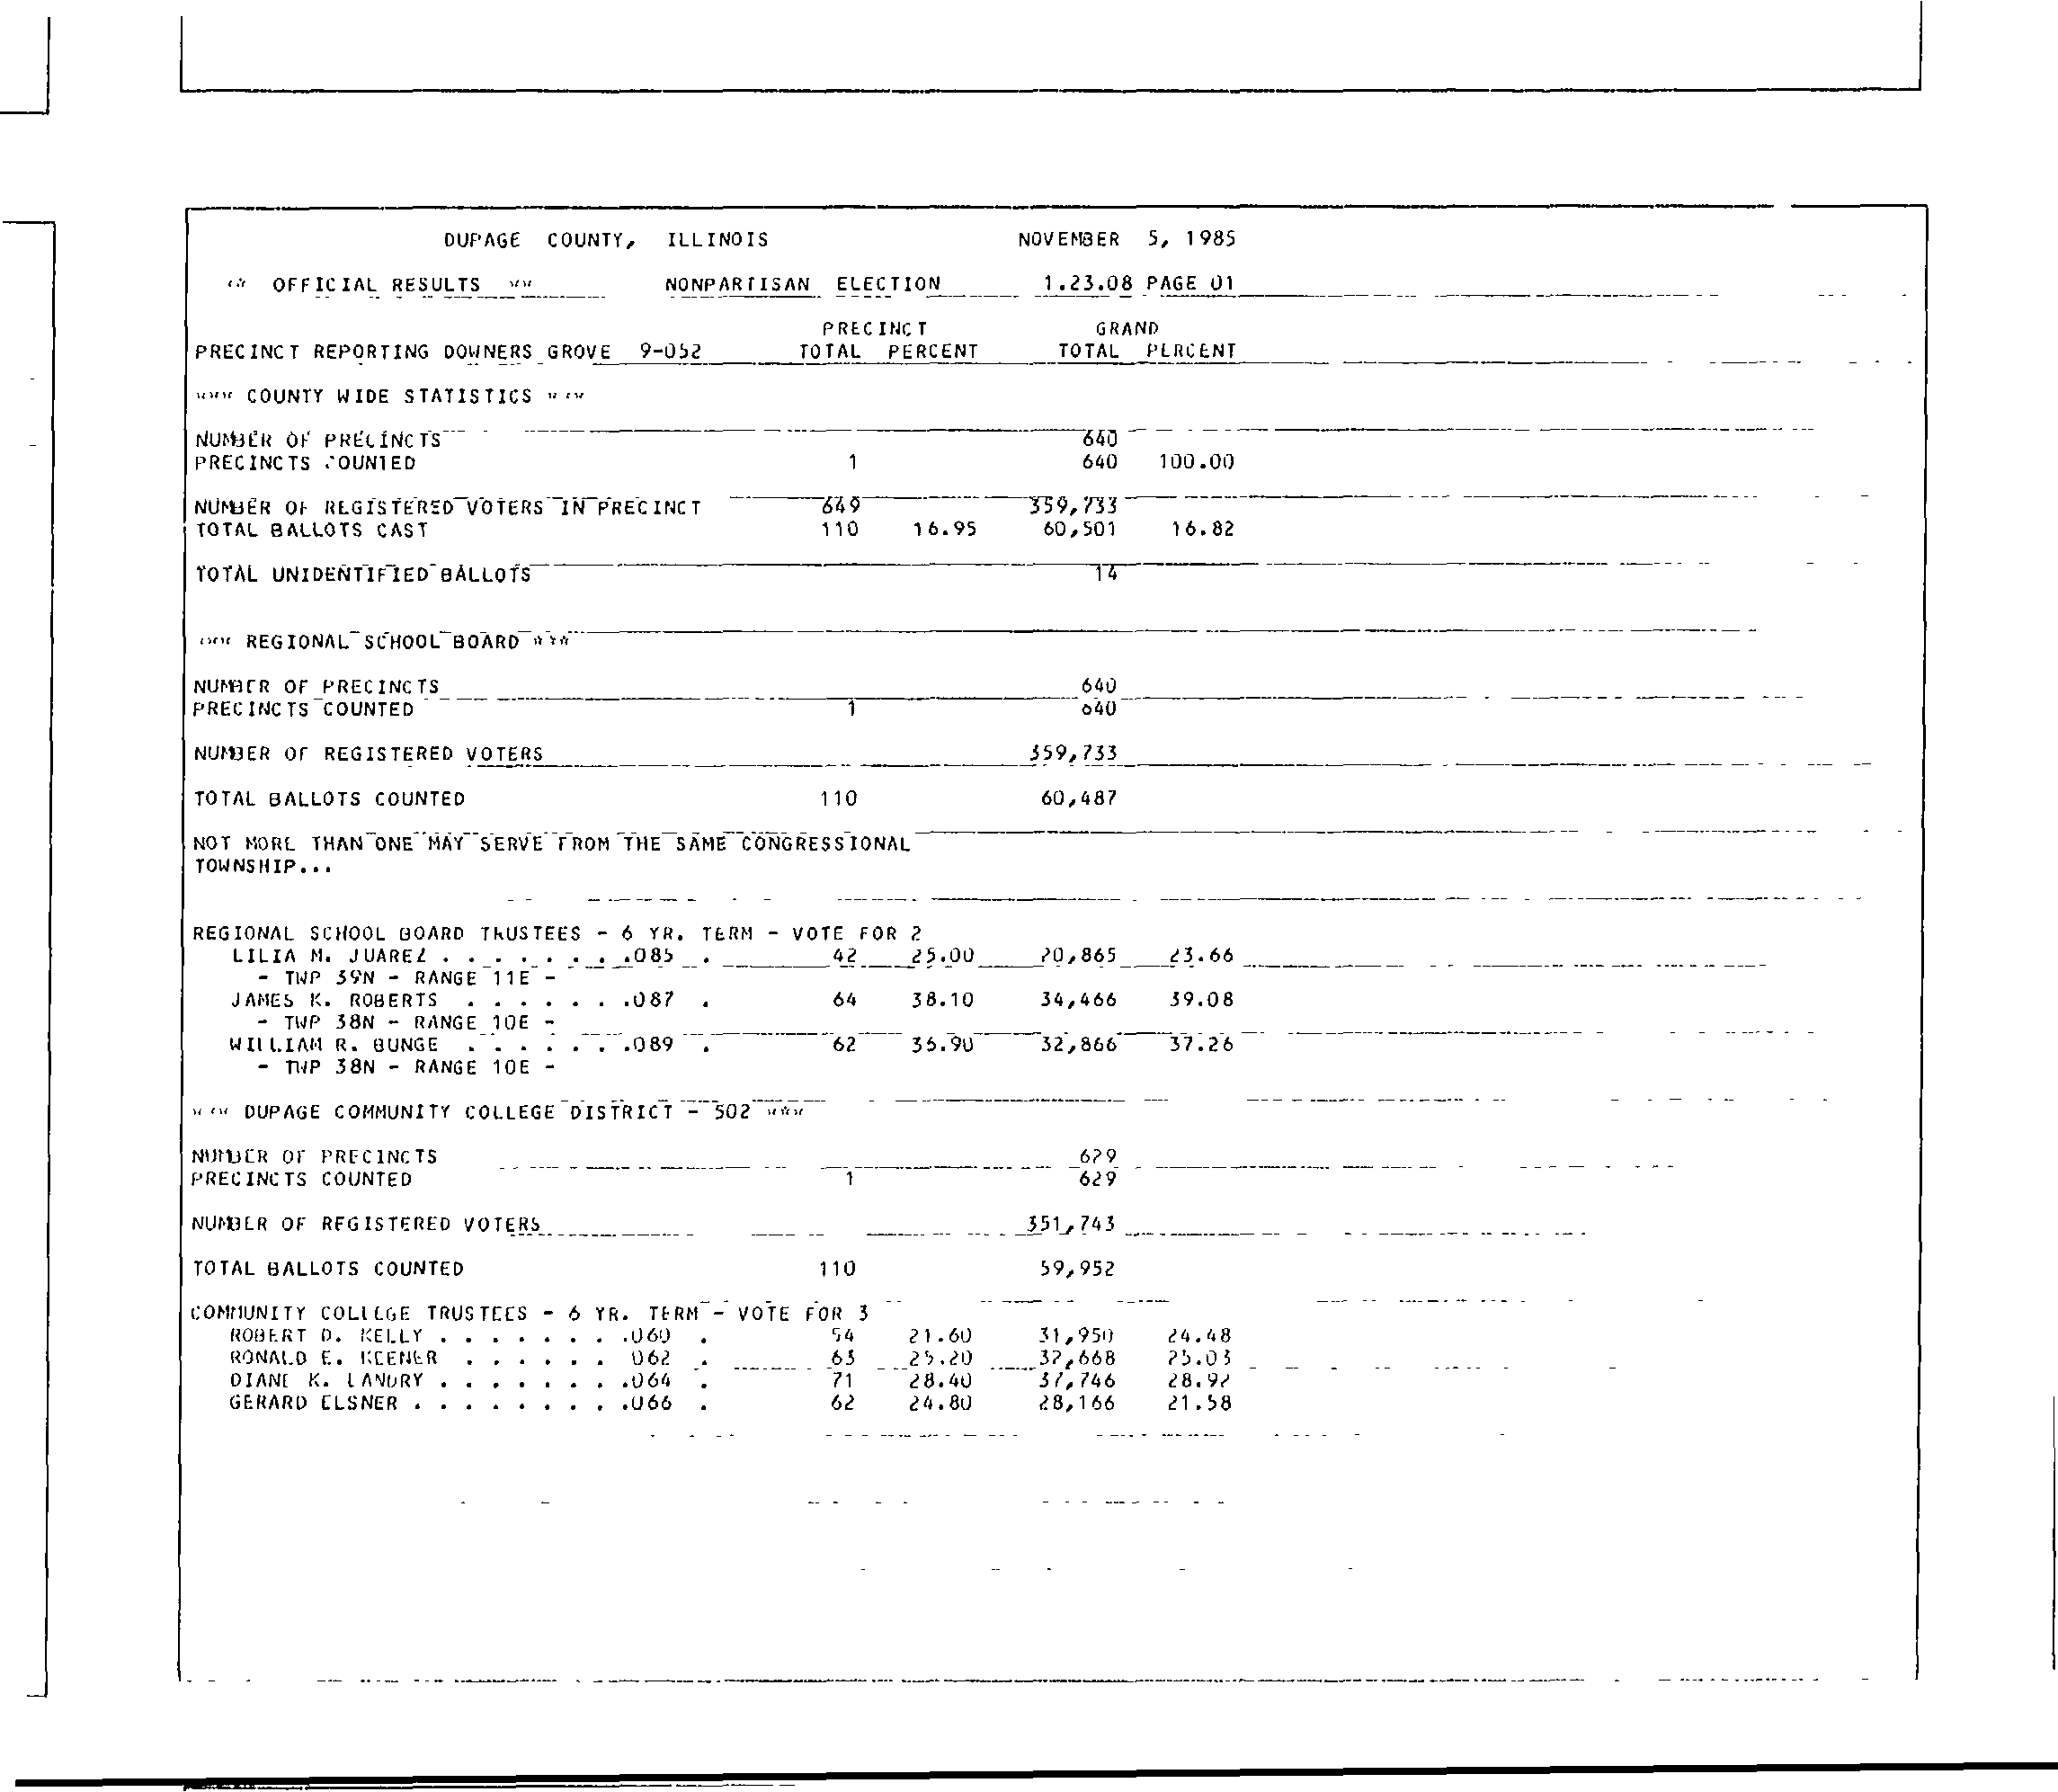 DUPAGE COUNTY, ILLINOIS NOVEMBER 5, 1985
** OFFICIAL RESULTS ** NONPARTISAN ELECTION 1.23.08 PAGE 01
PRECINCT GRAND
PRECINCT REPORTING DOWNERS GROVE 9-052 TOTAL PERCENT TOTAL PERCENT
*** COUNTY WIDE STATISTICS ***
NUMBER OF PRECINCTS 640
PRECINCTS COUNTED 1 640 100.00
NUMBER OF REGISTERED VOTERS IN PRECINCT 649 359,733
TOTAL BALLOTS CAST 110 16.95 60,501 16.82
TOTAL UNIDENTIFIED BALLOTS 14
*** REGIONAL SCHOOL BOARD ***
NUMBER OF PRECINCTS 640
PRECINCTS COUNTED 1 640
NUMBER OF REGISTERED VOTERS 359,733
TOTAL BALLOTS COUNTED 110 60,487
NOT MORE THAN ONE MAY SERVE FROM THE SAME CONGRESSIONAL
TOWNSHIP...
REGIONAL SCHOOL BOARD TRUSTEES - 6 YR. TERM - VOTE FOR 2
LILIA M. JUAREZ . . . . . . . .085 . 42 25.00 20,865 23.66
- TWP 39N - RANGE 11E -
JAMES K. ROBERTS . . . . . . .087 . 64 38.10 34,466 39.08
- TWP 38N - RANGE 10E -
WILLIAM R. BUNGE . . . . . . .089 . 62 36.90 32,866 37.26
- TWP 38N - RANGE 10E -
*** DUPAGE COMMUNITY COLLEGE DISTRICT - 502 ***
NUMBER OF PRECINCTS 629
PRECINCTS COUNTED 1 629
NUMBER OF REGISTERED VOTERS 351,743
TOTAL BALLOTS COUNTED 110 59,952
COMMUNITY COLLEGE TRUSTEES - 6 YR. TERM - VOTE FOR 3
ROBERT D. KELLY . . . . . . . .060 . 54 21.60 31,950 24.48
RONALD E. KEENER . . . . . . 062 . 63 25.20 32,668 25.03
DIANE K. LANDRY . . . . . . . .064 . 71 28.40 37,746 28.92
GERARD ELSNER . . . . . . . . .066 . 62 24.80 28,166 21.58